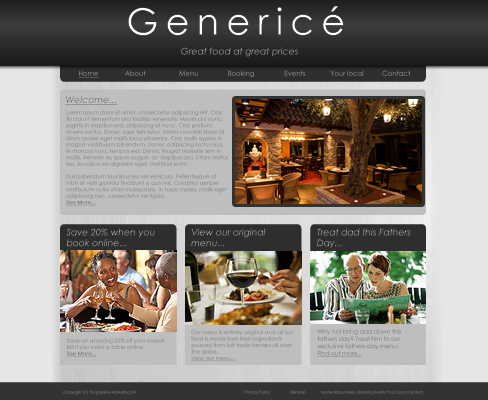 Genericé
Great food at great prices
Home About Menu Booking Events Your local Contact
Welcome...
Lorem ipsum dolor sit amet, consectetur adipiscing elit. Cras
tincidunt fermentum orci facilisis venenatis. Mauris dui nunc,
sagittis in dapibus sed, adipiscing et nunc. Cras pretium
viverra luctus. Donec eget felis tellus. Morbi convallis libero id
diam ornare eget mollis lacus pharetra. Cras mollis sapien in
magna vestibulum bibendum. Donec adipiscing luctus dui,
in rhoncus nunc tempus sed. Donec feugiat molestie sem in
mollis. Aenean eu ipsum augue, ac dapibus orci. Etiam metus
leo, faucibus vel dignissim eget, mattis id enim.
Duis bibendum faucibus leo vel vehicula. Pellentesque id
nibh et velit gravida tincidunt a quis nisi. Curabitur semper
vestibulum nulla vitae malesuada. In turpis massa, mollis eget
adipiscing nec, consectetur vel ligula.
See More...
Save 20% when you
book online...
View our original
menu...
Treat dad this Fathers
Day...
Save an amazing 20% off your overall
bill if you book a table online.
See More...
Our menu is entirely original and all our
food is made from fresh ingredients
sourced from fair trade farmers all over
the globe.
View our menu...
Why not bring dad down this
fathers day? Treat him to our
exclusive fathers day menu.
Find out more...
Copyright (C) Progressive Marketing Ltd Privacy Policy Site Map Home About Menu Booking Events Your Local Contact